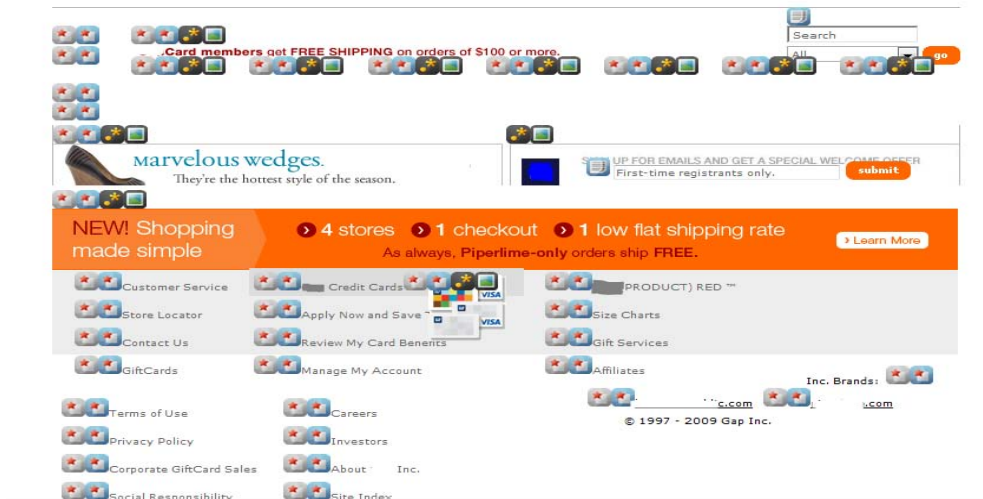 Search
Card members get FREE SHIPPING on orders of $100 or more.
All
go
Marvelous wedges.
They're the hottest style of the season.
UP FOR EMAILS AND GET A SPECIAL WELCOME OFFER
First-time registrants only.
submit
NEW! Shopping made simple
4 stores 1 checkout 1 low flat shipping rate
As always, Piperlime-only orders ship FREE.
Learn More
Customer Service
Credit Cards
VISA
PRODUCT) RED ™
Store Locator
Apply Now and Save
VISA
Size Charts
Contact Us
Review My Card Benefits
Gift Services
GiftCards
Manage My Account
Affiliates
Inc. Brands:
Terms of Use
Careers
c.com
.com
© 1997 - 2009 Gap Inc.
Privacy Policy
Investors
Corporate GiftCard Sales
About Inc.
Social Responsibility
Site Index